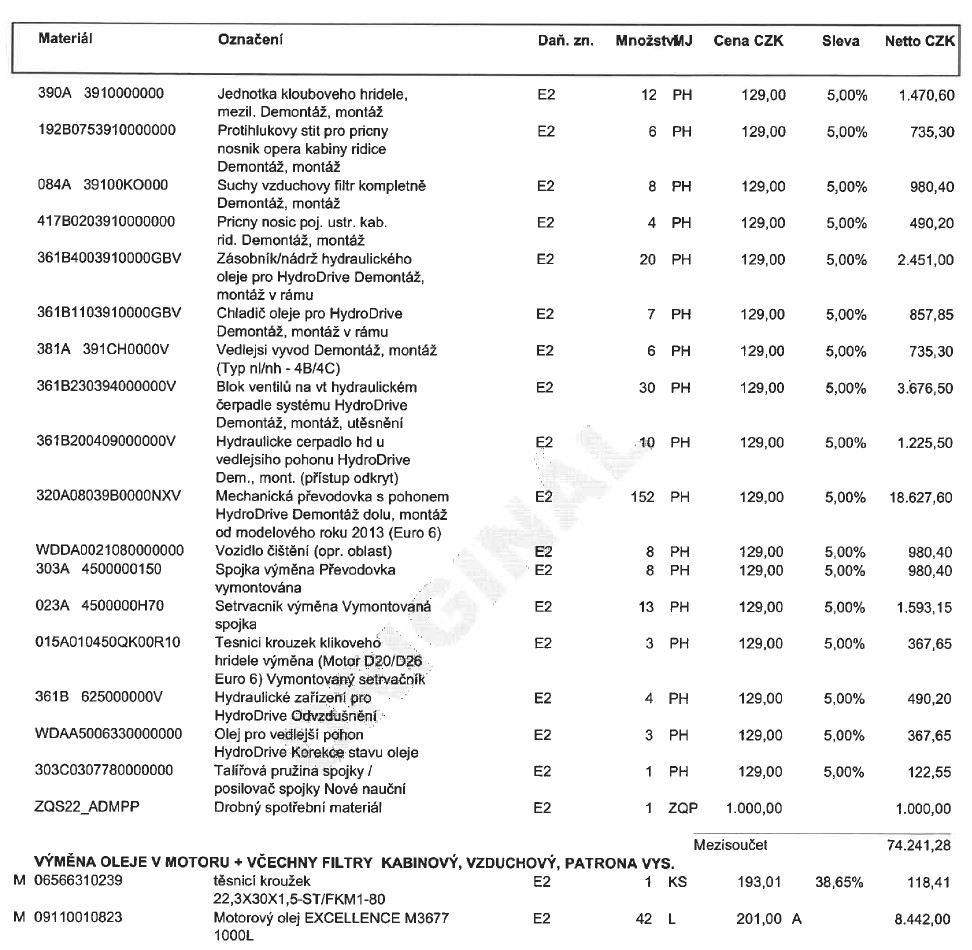 Materiál Označení Daň. zn. Množství MJ Cena CZK Sleva Netto CZK
390A 3910000000 Jednotka klouboveho hridele, E2 12 PH 129,00 5,00% 1.470,60
mezil. Demontáž, montáž
192B0753910000000 Protihlukovy stit pro pricny E2 6 PH 129,00 5,00% 735,30
nosnik opera kabiny ridice
Demontáž, montáž
084A 39100KO000 Suchy vzduchovy filtr kompletně E2 8 PH 129,00 5,00% 980,40
Demontáž, montáž
417B0203910000000 Pricny nosic poj. ustr. kab. E2 4 PH 129,00 5,00% 490,20
rid. Demontáž, montáž
361B4003910000GBV Zásobník/nádrž hydraulického E2 20 PH 129,00 5,00% 2.451,00
oleje pro HydroDrive Demontáž,
montáž v rámu
361B1103910000GBV Chladič oleje pro HydroDrive E2 7 PH 129,00 5,00% 857,85
Demontáž, montáž v rámu
381A 391CH0000V Vedlejsi vyvod Demontáž, montáž E2 6 PH 129,00 5,00% 735,30
(Typ nl/nh - 4B/4C)
361B230394000000V Blok ventilů na vt hydraulickém E2 30 PH 129,00 5,00% 3.676,50
čerpadle systému HydroDrive
Demontáž, montáž, utěsnění
361B200409000000V Hydraulicke cerpadlo hd u E2 10 PH 129,00 5,00% 1.225,50
vedlejsiho pohonu HydroDrive
Dem., mont. (přístup odkryt)
320A08039B0000NXV Mechanická převodovka s pohonem E2 152 PH 129,00 5,00% 18.627,60
HydroDrive Demontáž dolu, montáž
od modelového roku 2013 (Euro 6)
WDDA0021080000000 Vozidlo čištění (opr. oblast) E2 8 PH 129,00 5,00% 980,40
303A 4500000150 Spojka výměna Převodovka E2 8 PH 129,00 5,00% 980,40
vymontována
023A 4500000H70 Setrvacnik výměna Vymontovaná E2 13 PH 129,00 5,00% 1.593,15
spojka
015A010450QK00R10 Tesnici krouzek klikoveho E2 3 PH 129,00 5,00% 367,65
hridele výměna (Motor D20/D26
Euro 6) Vymontovaný setrvačník
361B 625000000V Hydraulické zařízení pro E2 4 PH 129,00 5,00% 490,20
HydroDrive Odvzdušnění
WDAA5006330000000 Olej pro vedlejší pohon E2 3 PH 129,00 5,00% 367,65
HydroDrive Korekce stavu oleje
303C0307780000000 Talířová pružina spojky / E2 1 PH 129,00 5,00% 122,55
posilovač spojky Nové nauční
ZQS22_ADMPP Drobný spotřební materiál E2 1 ZQP 1.000,00 1.000,00
Mezisoučet 74.241,28
VÝMĚNA OLEJE V MOTORU + VČECHNY FILTRY KABINOVÝ, VZDUCHOVÝ, PATRONA VYS.
M 06566310239 těsnicí kroužek E2 1 KS 193,01 38,65% 118,41
22,3X30X1,5-ST/FKM1-80
M 09110010823 Motorový olej EXCELLENCE M3677 E2 42 L 201,00 A 8.442,00
1000L
ORIGINAL